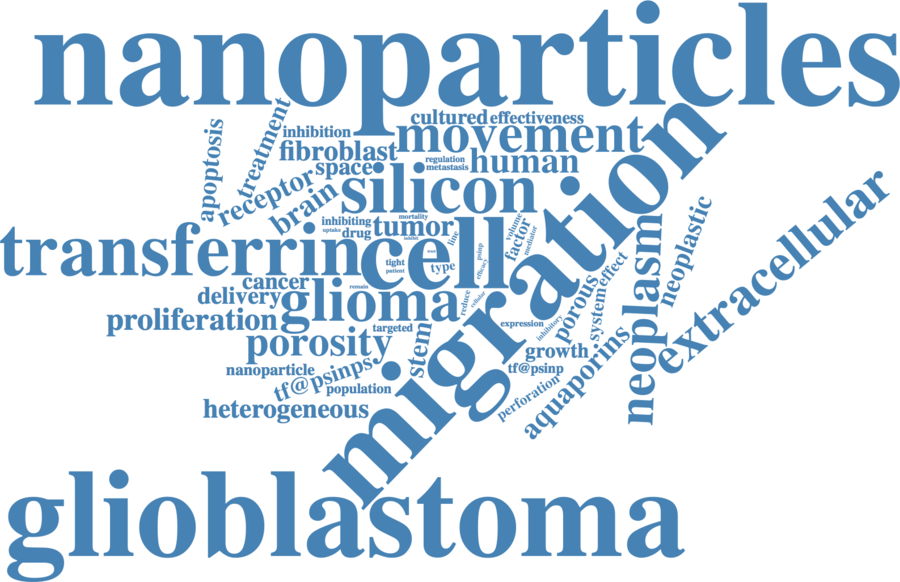 nanoparticles
cultured effectiveness
apoptosis
treatment
inhibition
movement
fibroblast
regulation
metastasis
human
space
receptor
brain
silicon
migration
extracellular
inhibiting
uptake
drug
mortality
tumor
inhibit
line
volume
factor
mediator
neoplasm
neoplastic
transferrin
cell
tight
patient
type
psinp
efficacy
cancer
remain
delivery
glioma
reduce
cellular
porous
system
effect
proliferation
targeted
expression
inhibitory
porosity
stem
growth
aquaporins
nanoparticle
tf@psinps
population
tf@psinp
perforation
heterogeneous
glioblastoma